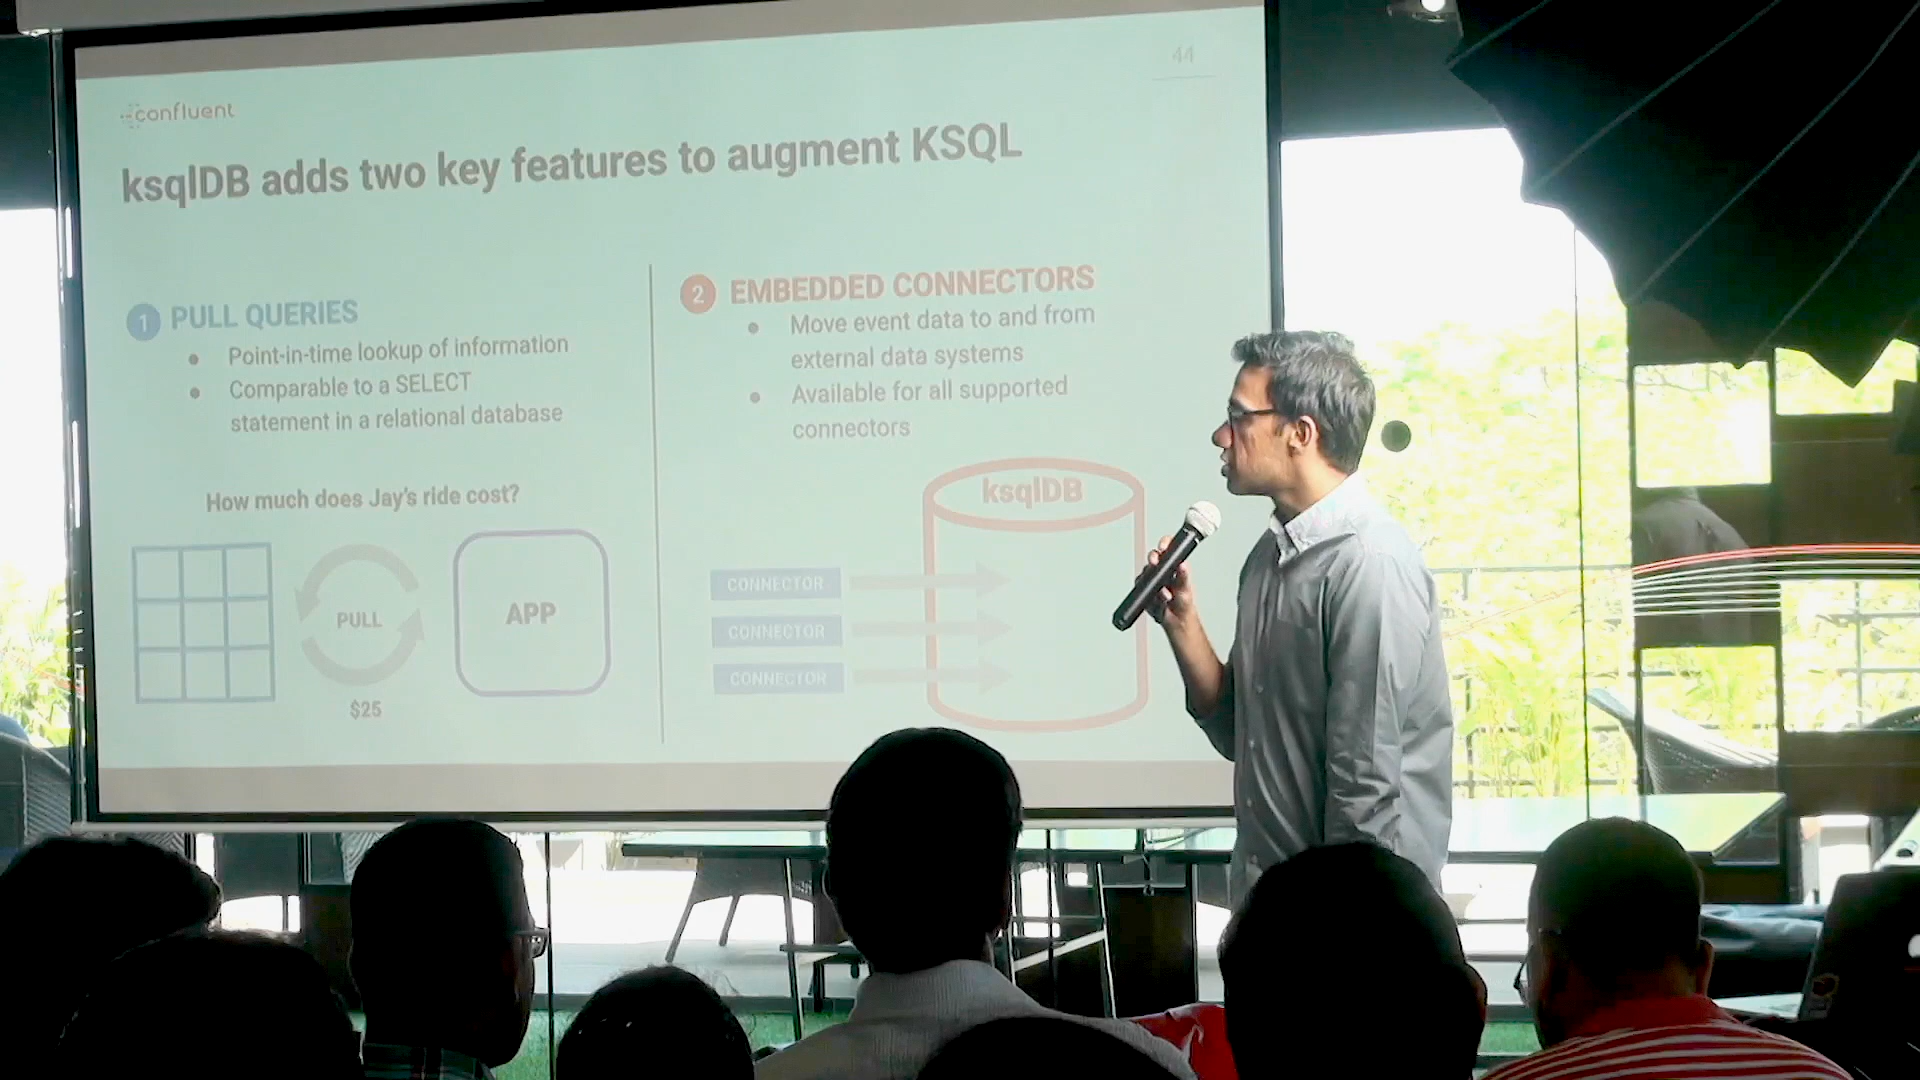 44
confluent
ksqlDB adds two key features to augment KSQL
1 PULL QUERIES
● Point-in-time lookup of information
● Comparable to a SELECT
statement in a relational database
How much does Jay's ride cost?
PULL
APP
$25
2 EMBEDDED CONNECTORS
● Move event data to and from
external data systems
● Available for all supported
connectors
ksqlDB
CONNECTOR
CONNECTOR
CONNECTOR